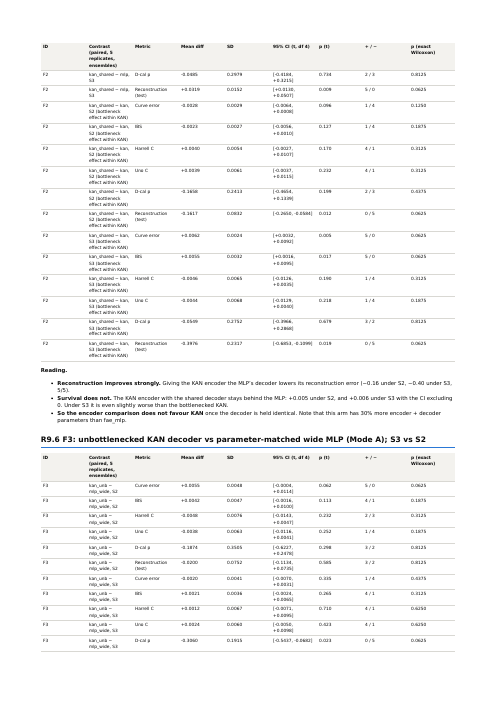 ID Contrast (paired, 5 replicates, ensembles) Metric Mean diff SD 95% CI (t, df 4) p (t) + / − p (exact Wilcoxon)
F2 kan_shared − mlp, S3 D-cal p -0.0485 0.2979 [-0.4184, +0.3215] 0.734 2 / 3 0.8125
F2 kan_shared − mlp, S3 Reconstruction (test) +0.0319 0.0152 [+0.0130, +0.0507] 0.009 5 / 0 0.0625
F2 kan_shared − kan, S2 (bottleneck effect within KAN) Curve error -0.0028 0.0029 [-0.0064, +0.0008] 0.096 1 / 4 0.1250
F2 kan_shared − kan, S2 (bottleneck effect within KAN) IBS -0.0023 0.0027 [-0.0056, +0.0010] 0.127 1 / 4 0.1875
F2 kan_shared − kan, S2 (bottleneck effect within KAN) Harrell C +0.0040 0.0054 [-0.0027, +0.0107] 0.170 4 / 1 0.3125
F2 kan_shared − kan, S2 (bottleneck effect within KAN) Uno C +0.0039 0.0061 [-0.0037, +0.0115] 0.232 4 / 1 0.3125
F2 kan_shared − kan, S2 (bottleneck effect within KAN) D-cal p -0.1658 0.2413 [-0.4654, +0.1339] 0.199 2 / 3 0.4375
F2 kan_shared − kan, S2 (bottleneck effect within KAN) Reconstruction (test) -0.1617 0.0832 [-0.2650, -0.0584] 0.012 0 / 5 0.0625
F2 kan_shared − kan, S3 (bottleneck effect within KAN) Curve error +0.0062 0.0024 [+0.0032, +0.0092] 0.005 5 / 0 0.0625
F2 kan_shared − kan, S3 (bottleneck effect within KAN) IBS +0.0055 0.0032 [+0.0016, +0.0095] 0.017 5 / 0 0.0625
F2 kan_shared − kan, S3 (bottleneck effect within KAN) Harrell C -0.0046 0.0065 [-0.0126, +0.0035] 0.190 1 / 4 0.3125
F2 kan_shared − kan, S3 (bottleneck effect within KAN) Uno C -0.0044 0.0068 [-0.0129, +0.0040] 0.218 1 / 4 0.1875
F2 kan_shared − kan, S3 (bottleneck effect within KAN) D-cal p -0.0549 0.2752 [-0.3966, +0.2868] 0.679 3 / 2 0.8125
F2 kan_shared − kan, S3 (bottleneck effect within KAN) Reconstruction (test) -0.3976 0.2317 [-0.6853, -0.1099] 0.019 0 / 5 0.0625
Reading.
• Reconstruction improves strongly. Giving the KAN encoder the MLP's decoder lowers its reconstruction error (−0.16 under S2, −0.40 under S3,
5/5).
• Survival does not. The KAN encoder with the shared decoder stays behind the MLP: +0.005 under S2, and +0.006 under S3 with the CI excluding
0. Under S3 it is even slightly worse than the bottlenecked KAN.
• So the encoder comparison does not favour KAN once the decoder is held identical. Note that this arm has 30% more encoder + decoder
parameters than fae_mlp.
R9.6 F3: unbottlenecked KAN decoder vs parameter-matched wide MLP (Mode A); S3 vs S2
ID Contrast (paired, 5 replicates, ensembles) Metric Mean diff SD 95% CI (t, df 4) p (t) + / − p (exact Wilcoxon)
F3 kan_unb − mlp_wide, S2 Curve error +0.0055 0.0048 [-0.0004, +0.0114] 0.062 5 / 0 0.0625
F3 kan_unb − mlp_wide, S2 IBS +0.0042 0.0047 [-0.0016, +0.0100] 0.113 4 / 1 0.1875
F3 kan_unb − mlp_wide, S2 Harrell C -0.0048 0.0076 [-0.0143, +0.0047] 0.232 2 / 3 0.3125
F3 kan_unb − mlp_wide, S2 Uno C -0.0038 0.0063 [-0.0116, +0.0041] 0.252 1 / 4 0.1875
F3 kan_unb − mlp_wide, S2 D-cal p -0.1874 0.3505 [-0.6227, +0.2478] 0.298 3 / 2 0.8125
F3 kan_unb − mlp_wide, S2 Reconstruction (test) -0.0200 0.0752 [-0.1134, +0.0735] 0.585 3 / 2 0.8125
F3 kan_unb − mlp_wide, S3 Curve error -0.0020 0.0041 [-0.0070, +0.0031] 0.335 1 / 4 0.4375
F3 kan_unb − mlp_wide, S3 IBS +0.0021 0.0036 [-0.0024, +0.0065] 0.265 4 / 1 0.3125
F3 kan_unb − mlp_wide, S3 Harrell C +0.0012 0.0067 [-0.0071, +0.0095] 0.710 4 / 1 0.6250
F3 kan_unb − mlp_wide, S3 Uno C +0.0024 0.0060 [-0.0050, +0.0098] 0.423 4 / 1 0.6250
F3 kan_unb − mlp_wide, S3 D-cal p -0.3060 0.1915 [-0.5437, -0.0682] 0.023 0 / 5 0.0625